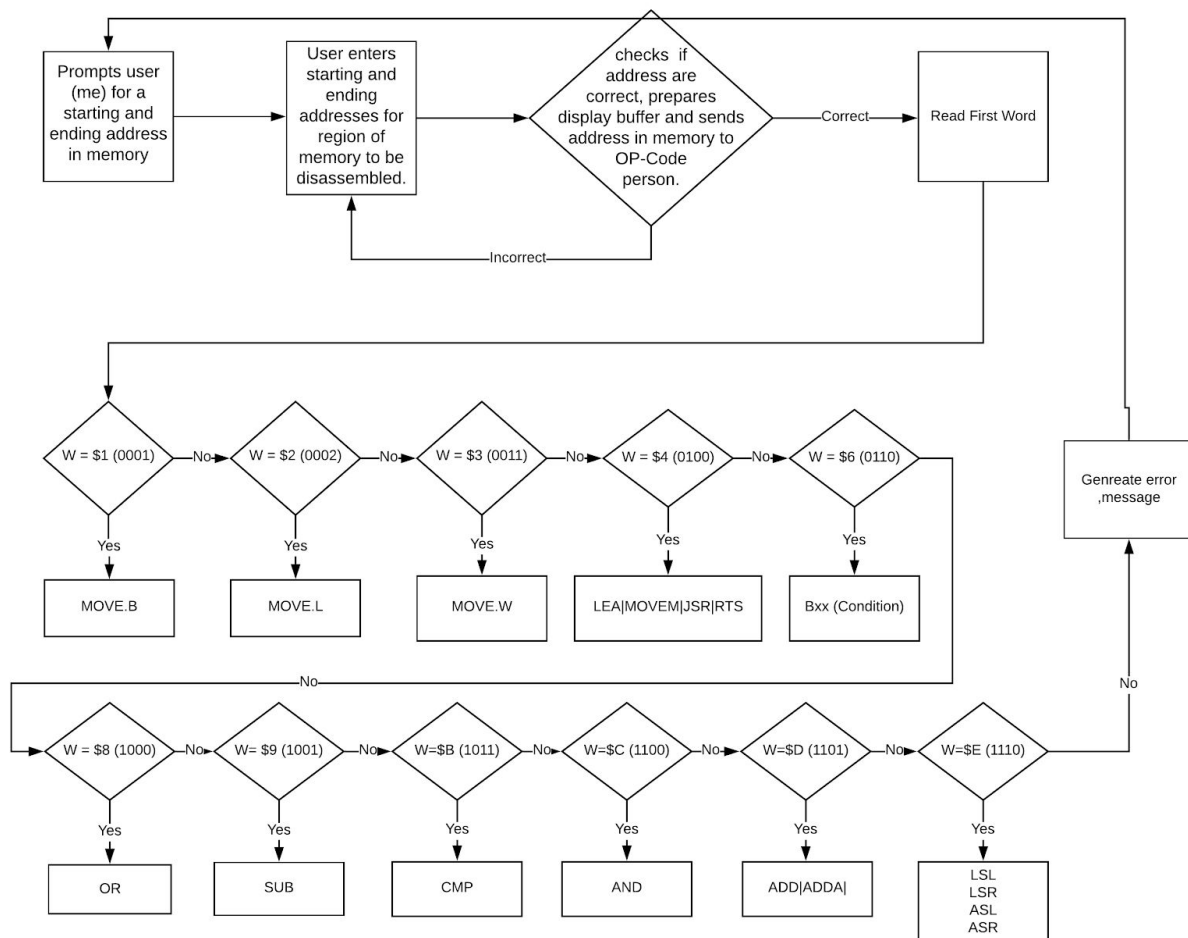 Prompts user
(me) for a
starting and
ending address
in memory
User enters
starting and
ending
addresses for
region of
memory to be
disassembled.
checks if
address are
correct, prepares
display buffer and sends
address in memory to
OP-Code
person.
Correct
Read First Word
Incorrect
W = $1 (0001)
No
W = $2 (0002)
No
W = $3 (0011)
No
W = $4 (0100)
No
W = $6 (0110)
Genreate error
,message
Yes
Yes
Yes
Yes
Yes
MOVE.B
MOVE.L
MOVE.W
LEA|MOVEM|JSR|RTS
Bxx (Condition)
No
No
W = $8 (1000)
No
W= $9 (1001)
No
W=$B (1011)
No
W=$C (1100)
No
W=$D (1101)
No
W=$E (1110)
Yes
Yes
Yes
Yes
Yes
Yes
OR
SUB
CMP
AND
ADD|ADDA|
LSL
LSR
ASL
ASR